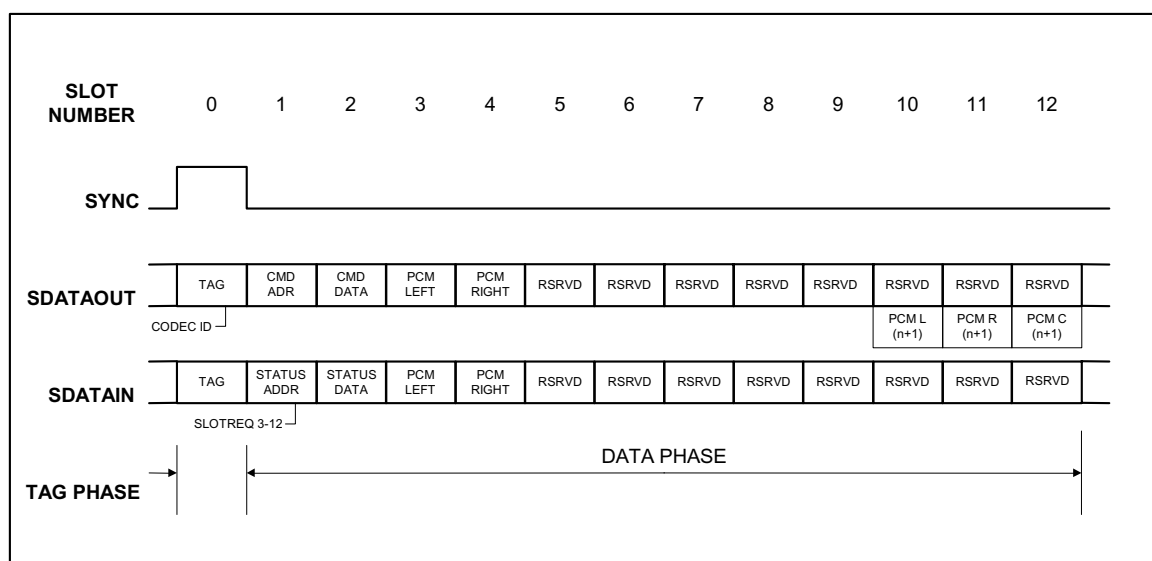 SLOT
NUMBER
0 1 2 3 4 5 6 7 8 9 10 11 12
SYNC
SDATAOUT
TAG
CMD
ADR
CMD
DATA
PCM
LEFT
PCM
RIGHT
RSRVD
RSRVD
RSRVD
RSRVD
RSRVD
RSRVD
RSRVD
RSRVD
CODEC ID
PCM L
(n+1)
PCM R
(n+1)
PCM C
(n+1)
SDATAIN
TAG
STATUS
ADDR
STATUS
DATA
PCM
LEFT
PCM
RIGHT
RSRVD
RSRVD
RSRVD
RSRVD
RSRVD
RSRVD
RSRVD
RSRVD
SLOTREQ 3-12
DATA PHASE
TAG PHASE